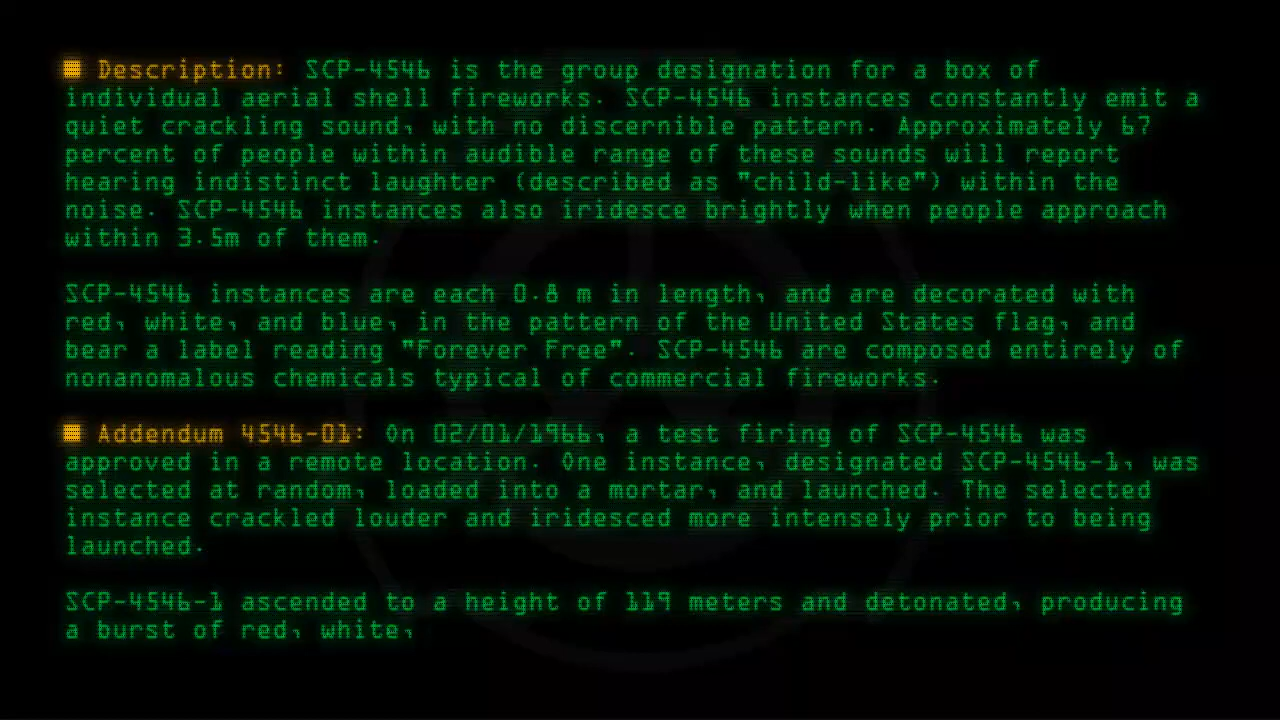 ■ Description: SCP-4546 is the group designation for a box of
individual aerial shell fireworks. SCP-4546 instances constantly emit a
quiet crackling sound, with no discernible pattern. Approximately 67
percent of people within audible range of these sounds will report
hearing indistinct laughter (described as "child-like") within the
noise. SCP-4546 instances also iridesce brightly when people approach
within 3.5m of them.
SCP-4546 instances are each 0.8 m in length, and are decorated with
red, white, and blue, in the pattern of the United States flag, and
bear a label reading "Forever Free". SCP-4546 are composed entirely of
nonanomalous chemicals typical of commercial fireworks.
■ Addendum 4546-01: On 02/01/1966, a test firing of SCP-4546 was
approved in a remote location. One instance, designated SCP-4546-1, was
selected at random, loaded into a mortar, and launched. The selected
instance crackled louder and iridesced more intensely prior to being
launched.
SCP-4546-1 ascended to a height of 119 meters and detonated, producing
a burst of red, white,